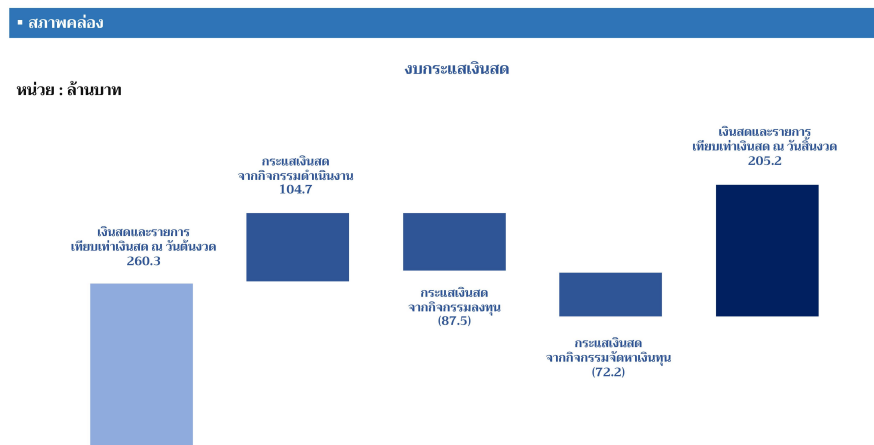 ▪ สภาพคล่อง
งบกระแสเงินสด
หน่วย : ล้านบาท
เงินสดและรายการ
เทียบเท่าเงินสด ณ วันต้นงวด
260.3
กระแสเงินสด
จากกิจกรรมดำเนินงาน
104.7
กระแสเงินสด
จากกิจกรรมลงทุน
(87.5)
กระแสเงินสด
จากกิจกรรมจัดหาเงินทุน
(72.2)
เงินสดและรายการ
เทียบเท่าเงินสด ณ วันสิ้นงวด
205.2